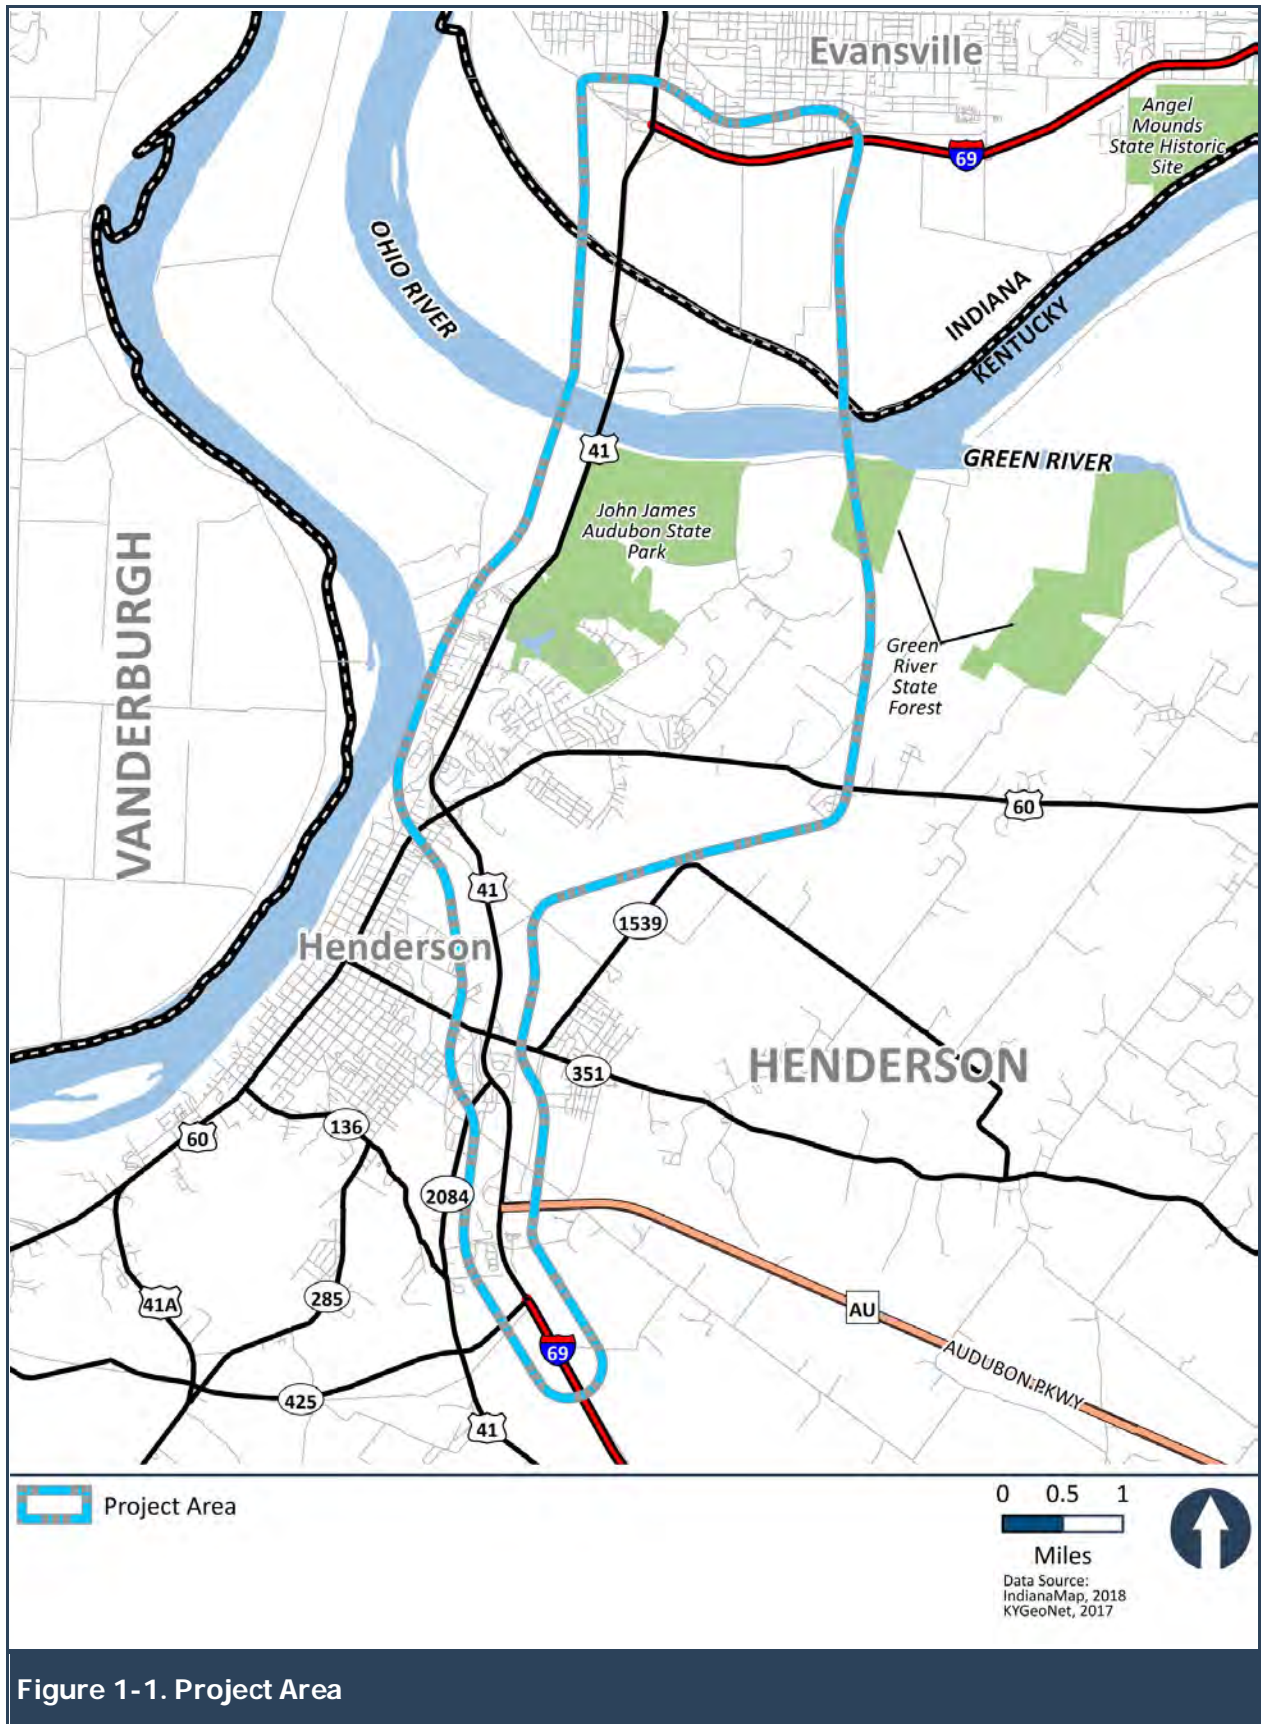 Evansville
Angel
Mounds
State Historic
Site
69
OHIO RIVER
INDIANA
KENTUCKY
41
GREEN RIVER
John James
Audubon State
Park
VANDERBURGH
Green
River
State
Forest
60
41
1539
Henderson
HENDERSON
351
136
60
2084
41A
285
AU
69
AUDUBON PKWY
425
41
Project Area
0 0.5 1
Miles
Data Source:
IndianaMap, 2018
KYGeoNet, 2017
Figure 1-1. Project Area